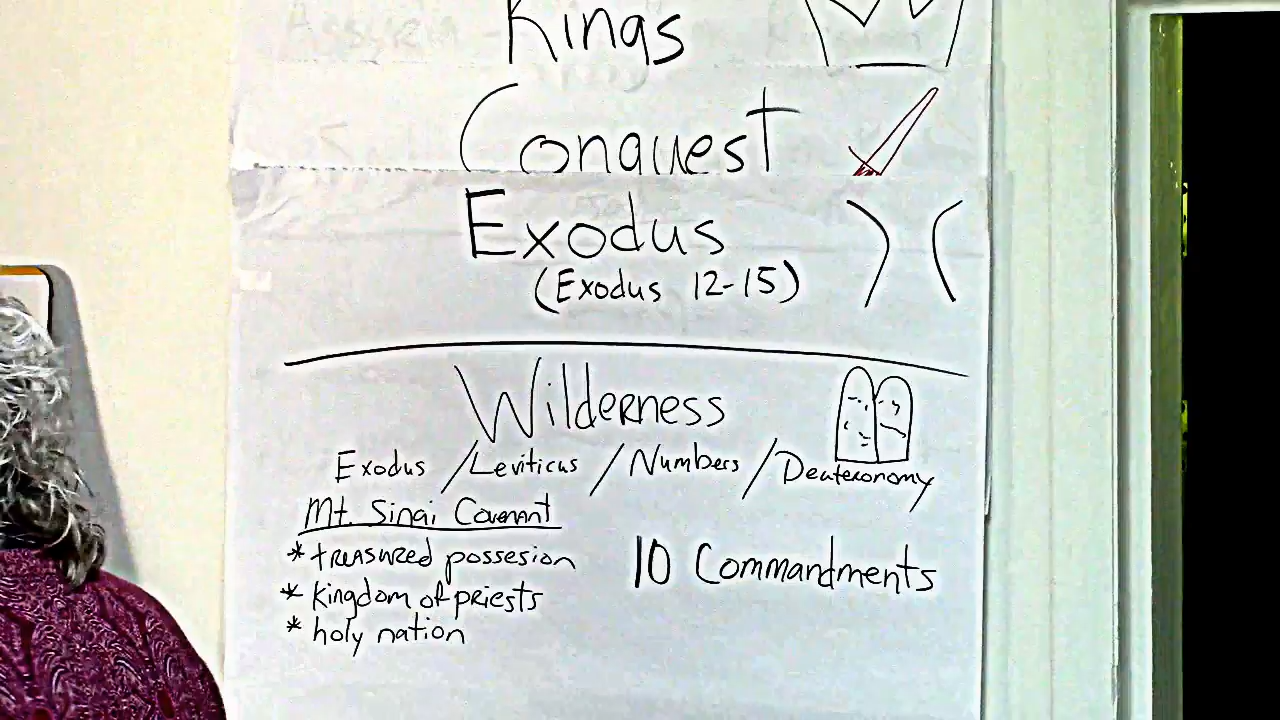 Kings
Conquest
Exodus
(Exodus 12-15)
Wilderness
Exodus / Leviticus / Numbers / Deuteronomy
Mt. Sinai Covenant
* treasured possesion
* kingdom of priests
* holy nation
10 Commandments